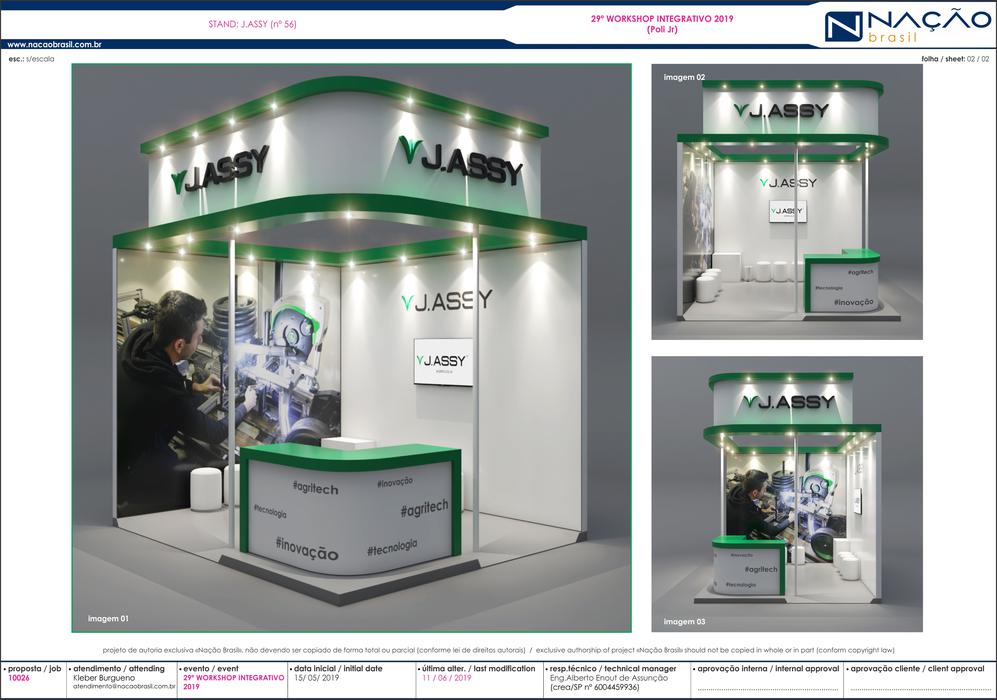 STAND: J.ASSY (nº 56)
29º WORKSHOP INTEGRATIVO 2019
(Poli Jr)
NAÇÃO
brasil
www.nacaobrasil.com.br
esc.: s/escala
folha / sheet: 02 / 02
J.ASSY
J.ASSY
J.ASSY
J.ASSY
#agritech
#inovação
#tecnologia
#agritech
#inovação
#tecnologia
imagem 01
imagem 02
J.ASSY
J.ASSY
J.ASSY
#agritech
#tecnologia
#inovação
J.ASSY
#inovação
#agritech
#tecnologia
imagem 03
projeto de autoria exclusiva «Nação Brasil», não devendo ser copiado de forma total ou parcial (conforme lei de direitos autorais) / exclusive authorship of project «Nação Brasil» should not be copied in whole or in part (conform copyright law)
• proposta / job
10026
• atendimento / attending
Kleber Burgueno
atendimento@nacaobrasil.com.br
• evento / event
29º WORKSHOP INTEGRATIVO
2019
• data inicial / initial date
15/ 05/ 2019
• última alter. / last modification
11 / 06 / 2019
• resp.técnico / technical manager
Eng.Alberto Enout de Assunção
(crea/SP nº 6004459936)
• aprovação interna / internal approval
• aprovação cliente / client approval